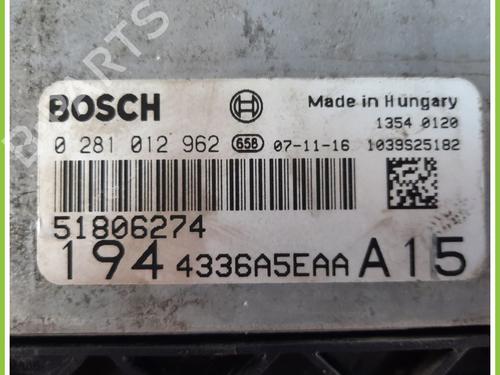 BOSCH
Made in Hungary
1354 0120
0 281 012 962 658 07-11-16 1039S25182
51806274
194 4336A5EAA A15